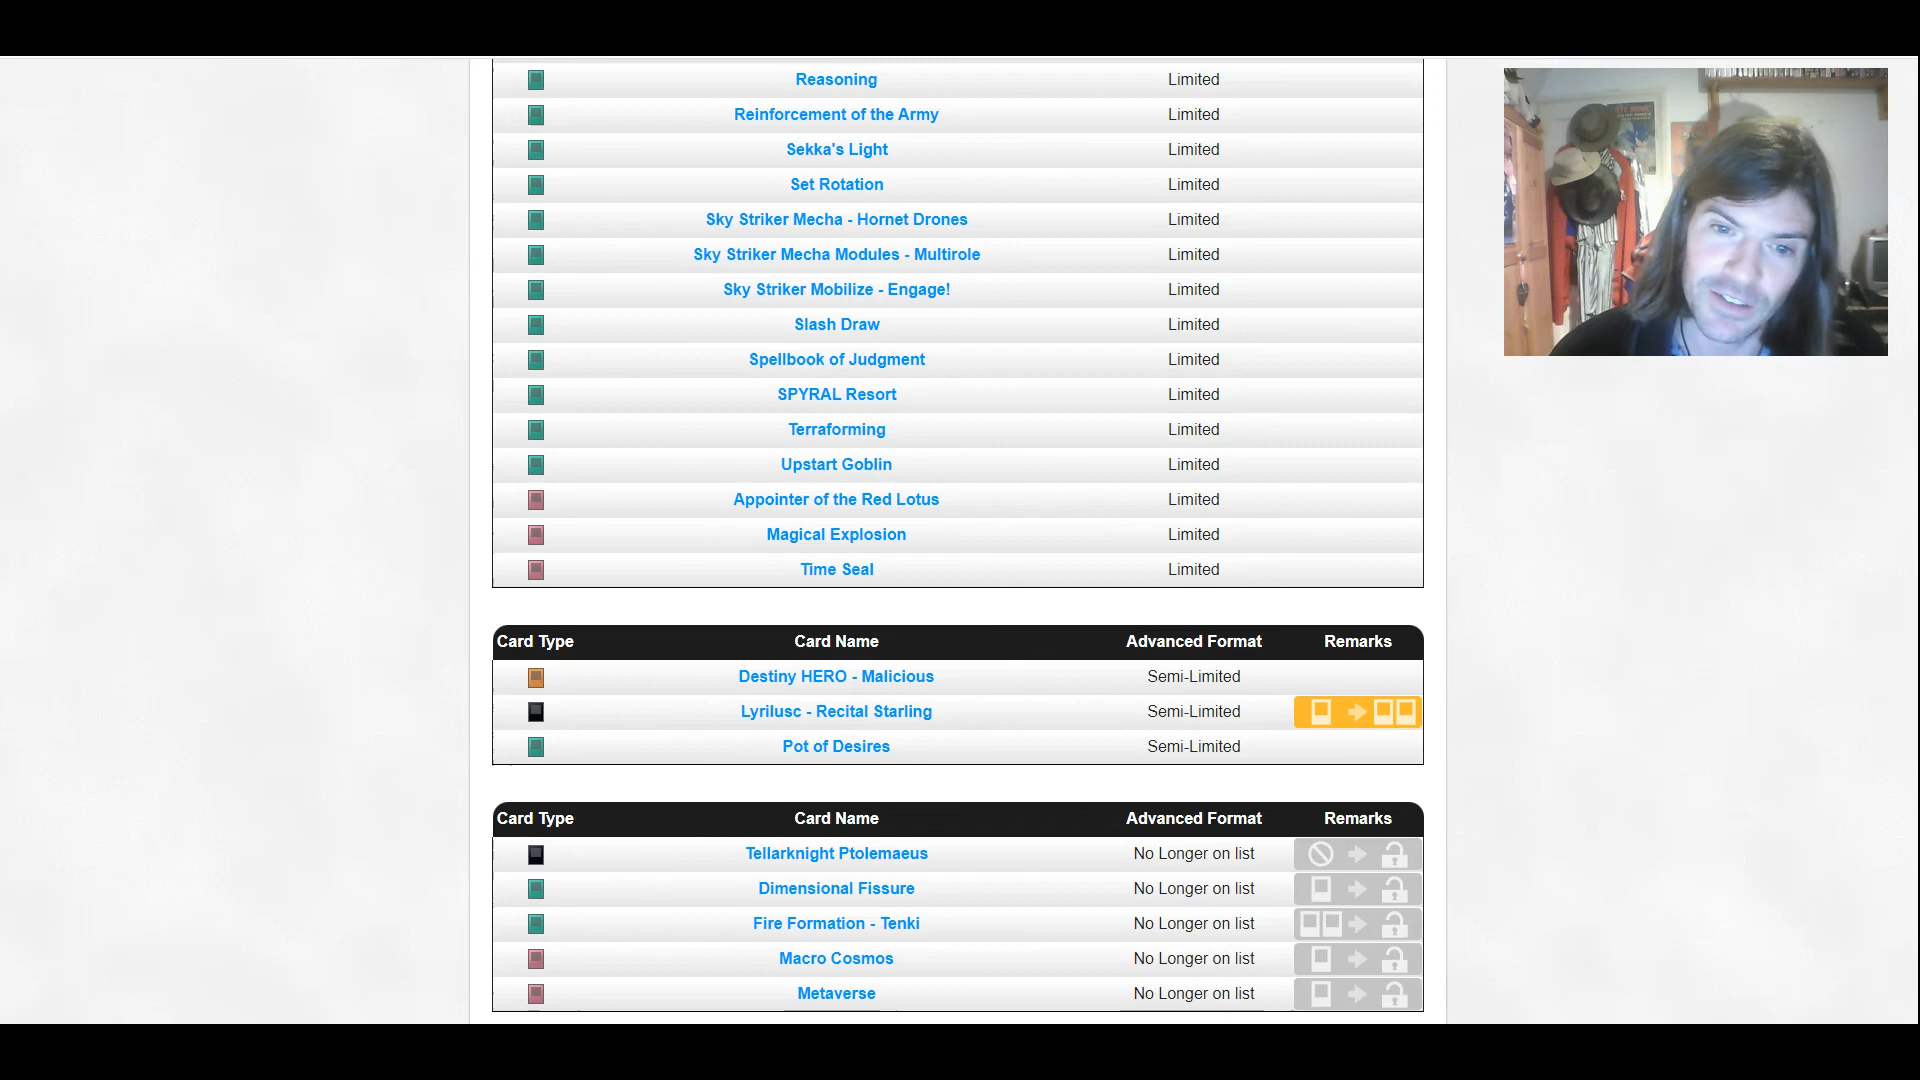 Reasoning Limited
Reinforcement of the Army Limited
Sekka's Light Limited
Set Rotation Limited
Sky Striker Mecha - Hornet Drones Limited
Sky Striker Mecha Modules - Multirole Limited
Sky Striker Mobilize - Engage! Limited
Slash Draw Limited
Spellbook of Judgment Limited
SPYRAL Resort Limited
Terraforming Limited
Upstart Goblin Limited
Appointer of the Red Lotus Limited
Magical Explosion Limited
Time Seal Limited
Card Type Card Name Advanced Format Remarks
Destiny HERO - Malicious Semi-Limited
Lyrilusc - Recital Starling Semi-Limited
Pot of Desires Semi-Limited
Card Type Card Name Advanced Format Remarks
Tellarknight Ptolemaeus No Longer on list
Dimensional Fissure No Longer on list
Fire Formation - Tenki No Longer on list
Macro Cosmos No Longer on list
Metaverse No Longer on list